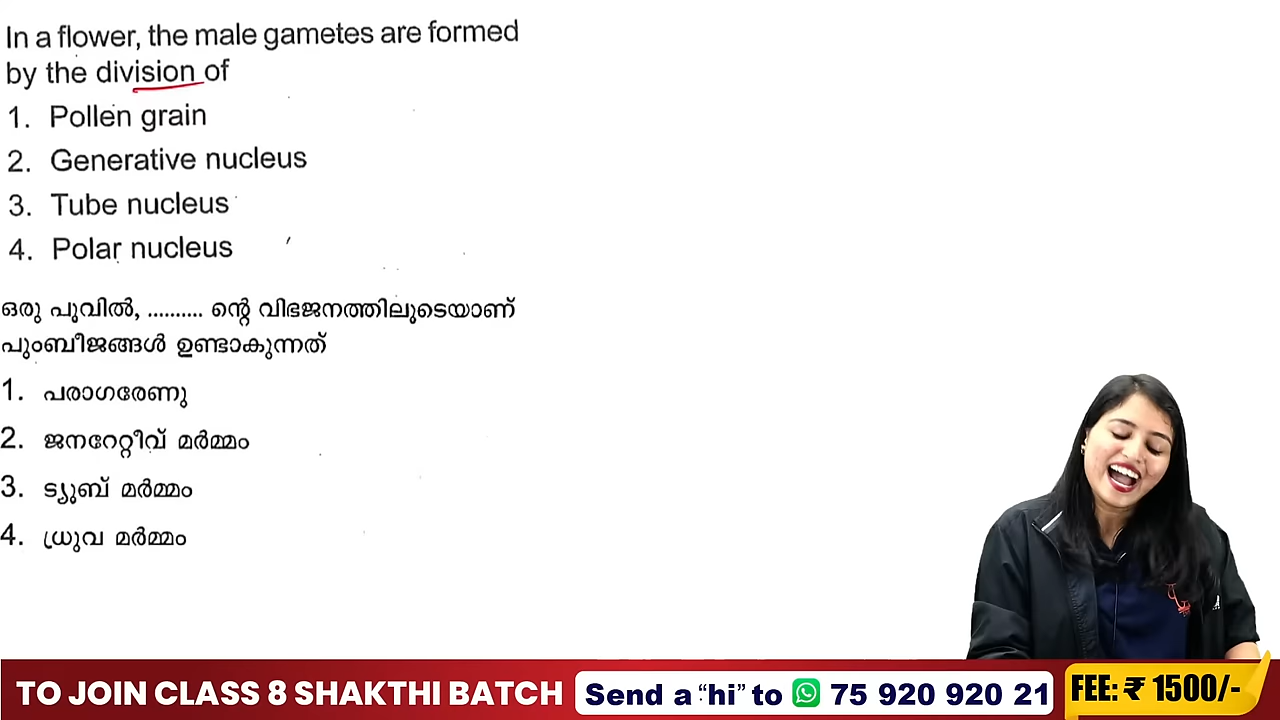 In a flower, the male gametes are formed
by the division of
1. Pollen grain
2. Generative nucleus
3. Tube nucleus
4. Polar nucleus
ഒരു പൂവിൽ, .......... ന്റെ വിഭജനത്തിലൂടെയാണ്
പുംബീജങ്ങൾ ഉണ്ടാകുന്നത്
1. പരാഗരേണു
2. ജനറേറ്റീവ് മർമ്മം
3. ട്യൂബ് മർമ്മം
4. ധ്രുവ മർമ്മം
TO JOIN CLASS 8 SHAKTHI BATCH
Send a “hi” to 75 920 920 21
FEE: ₹ 1500/-